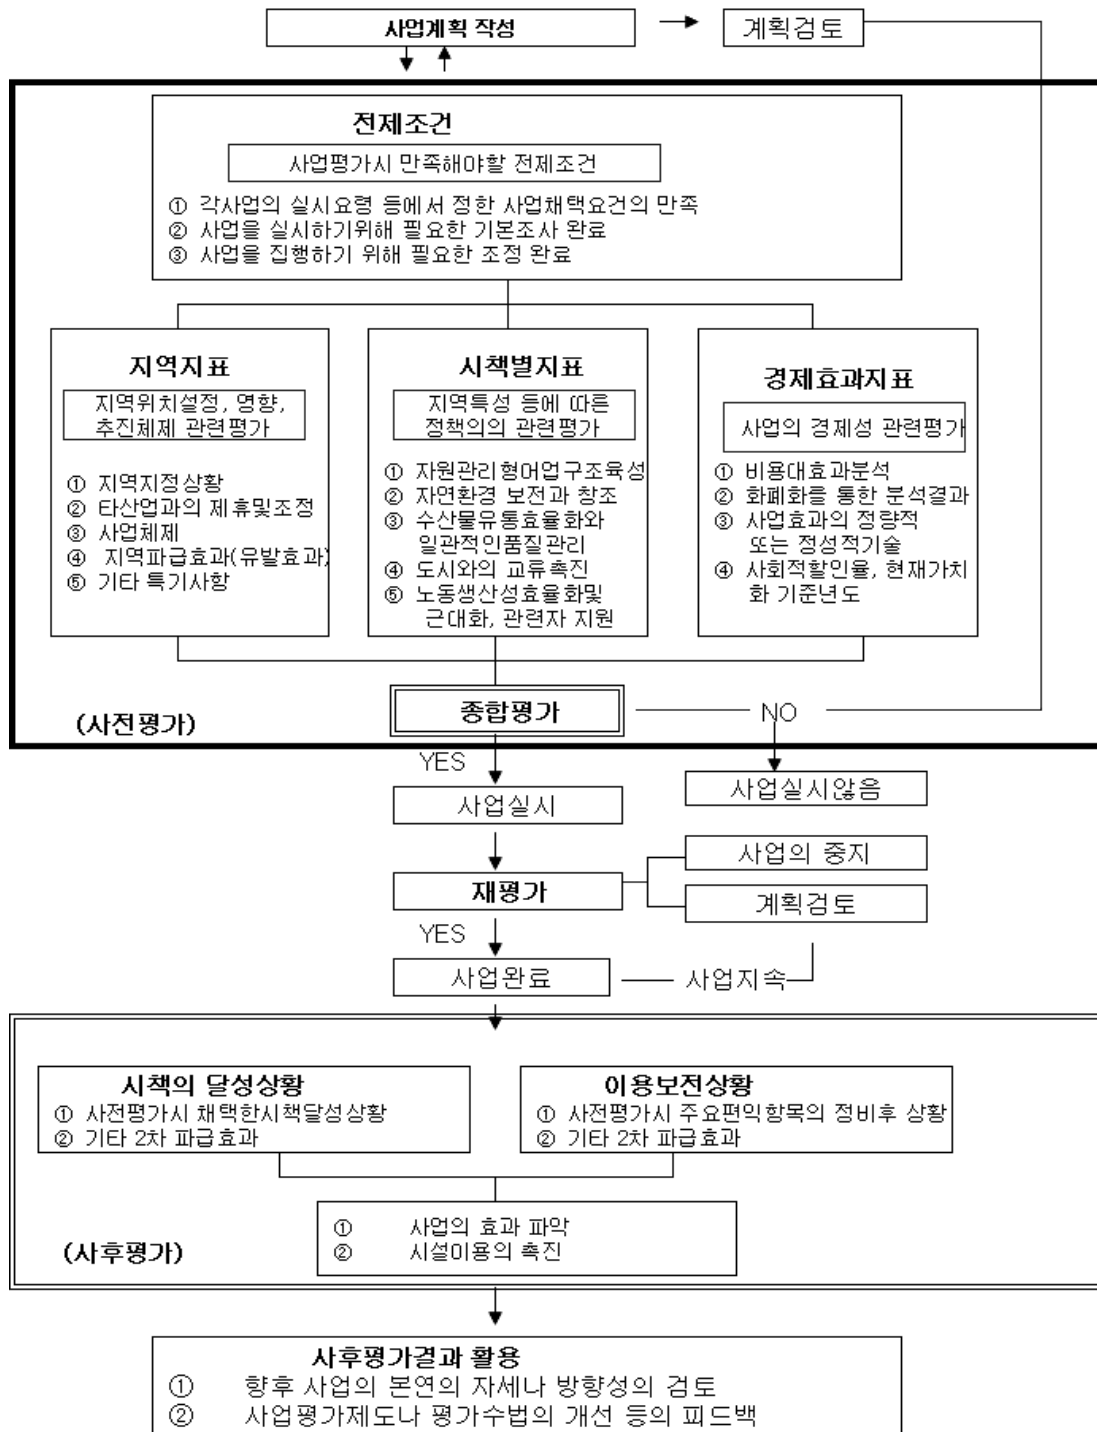 사업계획 작성
계획검토
전제조건
사업평가시 만족해야할 전제조건
① 각사업의 실시요령 등에서 정한 사업채택요건의 만족
② 사업을 실시하기위해 필요한 기본조사 완료
③ 사업을 집행하기 위해 필요한 조정 완료
지역지표
지역위치설정, 영향,
추진체제 관련평가
① 지역지정상황
② 타산업과의 제휴및조정
③ 사업체제
④ 지역파급효과(유발효과)
⑤ 기타 특기사항
시책별지표
지역특성 등에 따른
정책의의 관련평가
① 자원관리형어업구조육성
② 자연환경 보전과 창조
③ 수산물유통효율화와
일관적인품질관리
④ 도시와의 교류촉진
⑤ 노동생산성효율화및
근대화, 관련자 지원
경제효과지표
사업의 경제성 관련평가
① 비용대효과분석
② 화폐화를 통한 분석결과
③ 사업효과의 정량적
또는 정성적기술
④ 사회적할인율, 현재가치
화 기준년도
종합평가
NO
(사전평가)
YES
사업실시
사업실시않음
재평가
사업의 중지
계획검토
YES
사업완료
사업지속
시책의 달성상황
① 사전평가시 채택한시책달성상황
② 기타 2차 파급효과
이용보전상황
① 사전평가시 주요편익항목의 정비후 상황
② 기타 2차 파급효과
① 사업의 효과 파악
② 시설이용의 촉진
(사후평가)
사후평가결과 활용
① 향후 사업의 본연의 자세나 방향성의 검토
② 사업평가제도나 평가수법의 개선 등의 피드백